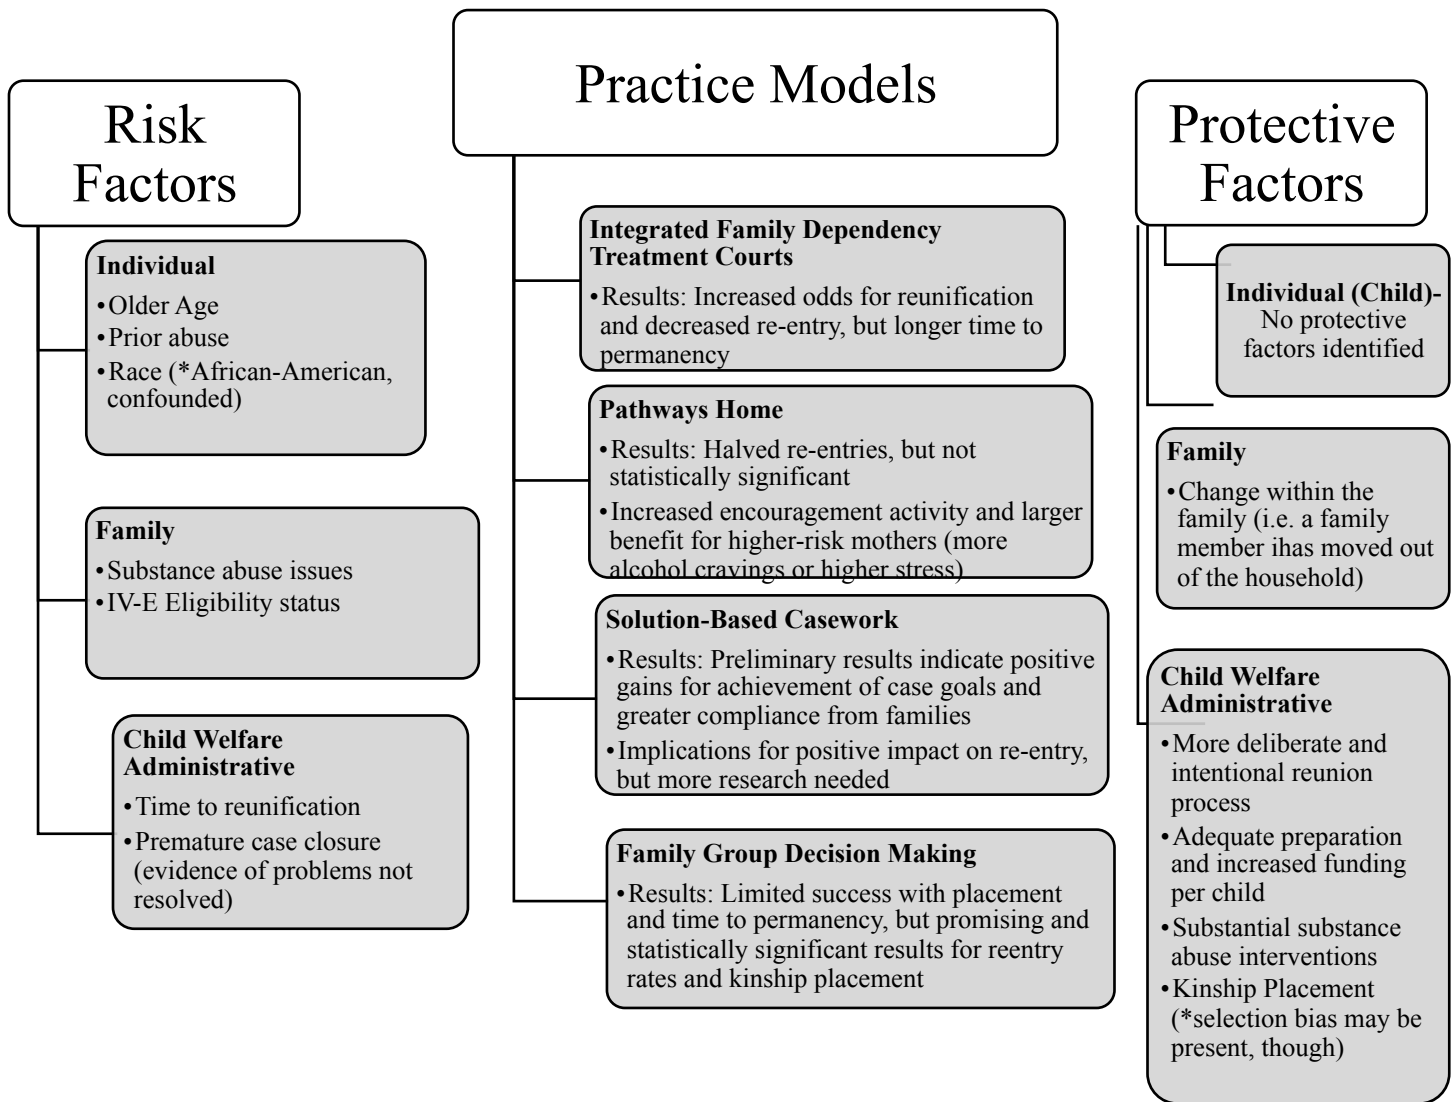 Risk
Factors
Individual
•Older Age
•Prior abuse
•Race (*African-American,
confounded)
Family
•Substance abuse issues
•IV-E Eligibility status
Child Welfare
Administrative
•Time to reunification
•Premature case closure
(evidence of problems not
resolved)
Practice Models
Integrated Family Dependency
Treatment Courts
•Results: Increased odds for reunification
and decreased re-entry, but longer time to
permanency
Pathways Home
•Results: Halved re-entries, but not
statistically significant
•Increased encouragement activity and larger
benefit for higher-risk mothers (more
alcohol cravings or higher stress)
Solution-Based Casework
•Results: Preliminary results indicate positive
gains for achievement of case goals and
greater compliance from families
•Implications for positive impact on re-entry,
but more research needed
Family Group Decision Making
•Results: Limited success with placement
and time to permanency, but promising and
statistically significant results for reentry
rates and kinship placement
Protective
Factors
Individual (Child)-
No protective
factors identified
Family
•Change within the
family (i.e. a family
member ihas moved out
of the household)
Child Welfare
Administrative
•More deliberate and
intentional reunion
process
•Adequate preparation
and increased funding
per child
•Substantial substance
abuse interventions
•Kinship Placement
(*selection bias may be
present, though)